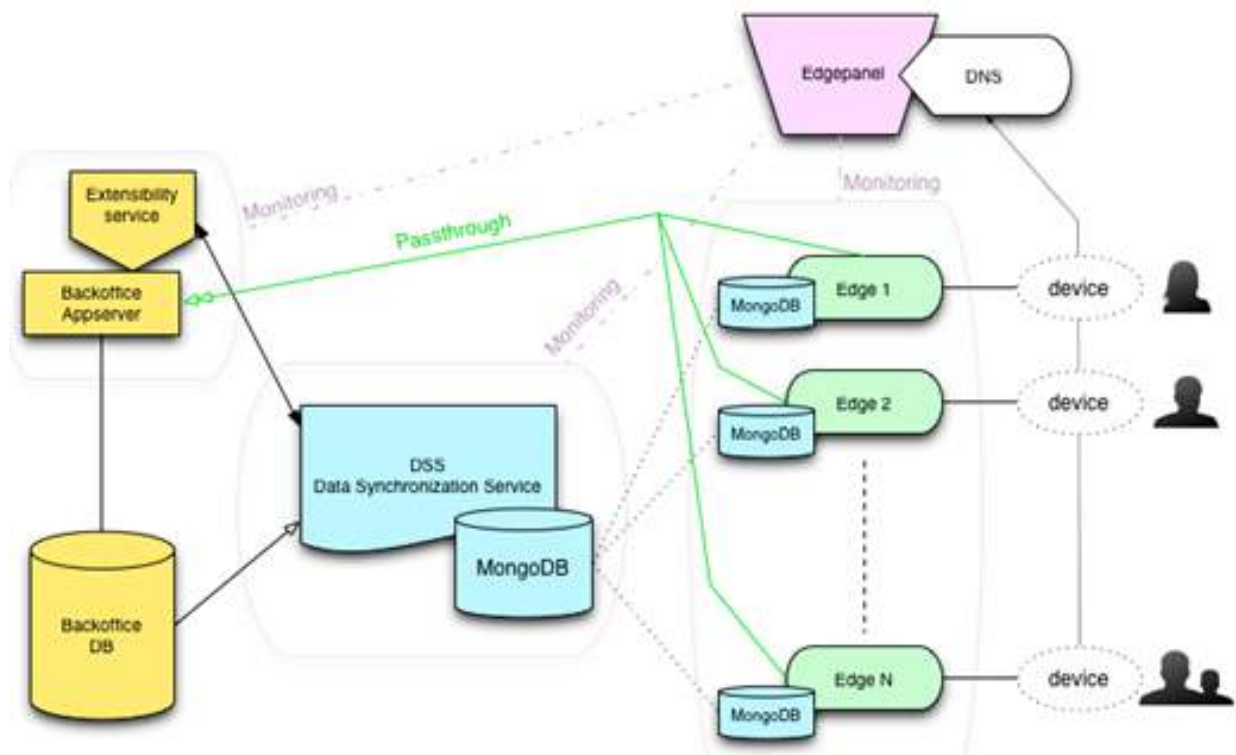 Edgepanel
DNS
Extensibility
service
Monitoring
Monitoring
Passthrough
Backoffice
Appserver
Edge 1
MongoDB
device
Monitoring
Edge 2
MongoDB
device
DSS
Data Synchronization Service
MongoDB
Backoffice
DB
Edge N
MongoDB
device